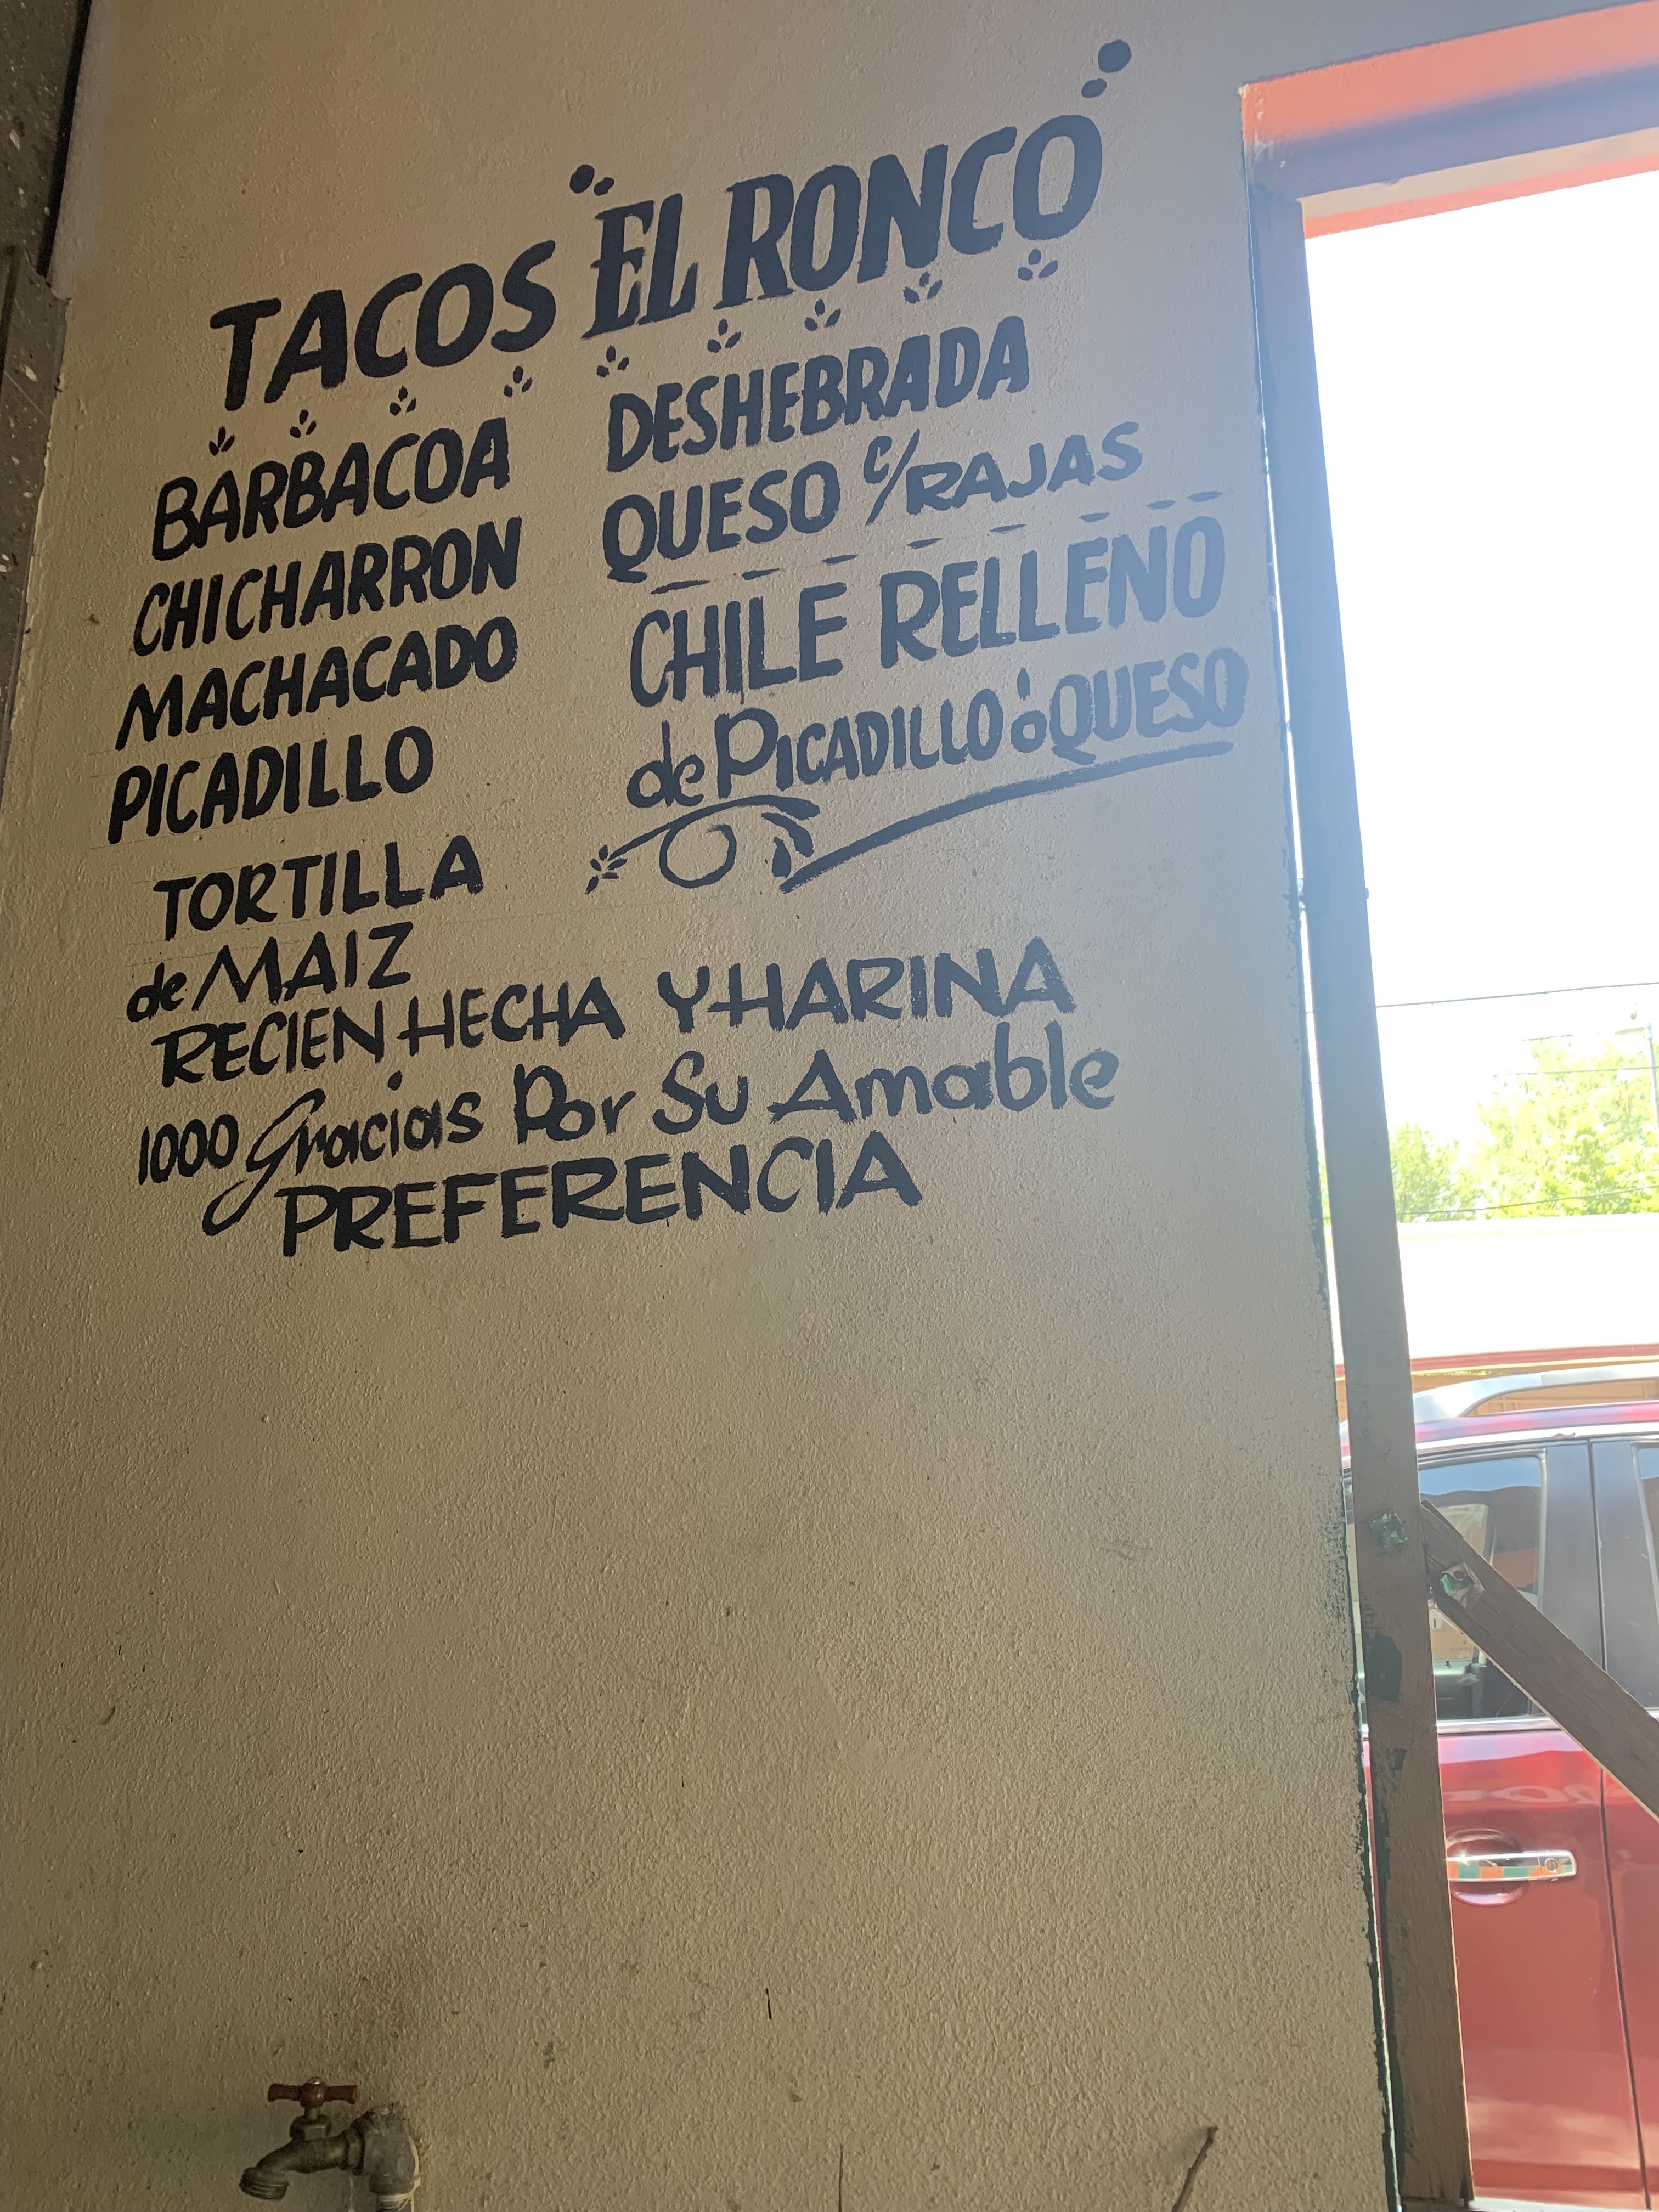 TACOS "EL RONCO"
BARBACOA
CHICHARRON
MACHACADO
PICADILLO
DESHEBRADA
QUESO C/RAJAS
CHILE RELLENO
de PICADILLO ó QUESO
TORTILLA
de MAIZ
RECIEN HECHA Y HARINA
1000 Gracias Por Su Amable
PREFERENCIA